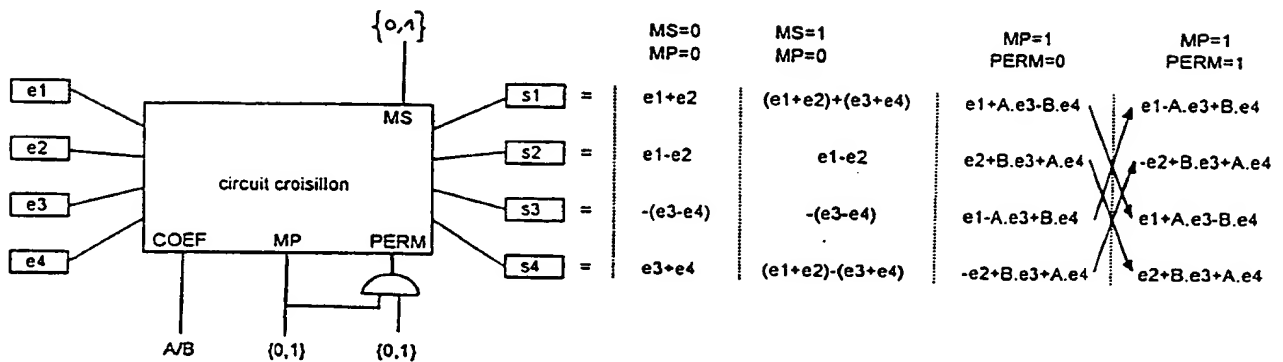 {0,1}
MS=0 MS=1 MP=1 MP=1
MP=0 MP=0 PERM=0 PERM=1
e1 MS s1 = e1+e2 (e1+e2)+(e3+e4) e1+A.e3-B.e4 e1-A.e3+B.e4
e2 s2 = e1-e2 e1-e2 e2+B.e3+A.e4 -e2+B.e3+A.e4
circuit croisillon
e3 s3 = -(e3-e4) -(e3-e4) e1-A.e3+B.e4 e1+A.e3-B.e4
COEF MP PERM
e4 s4 = e3+e4 (e1+e2)-(e3+e4) -e2+B.e3+A.e4 e2+B.e3+A.e4
A/B {0,1} {0,1}